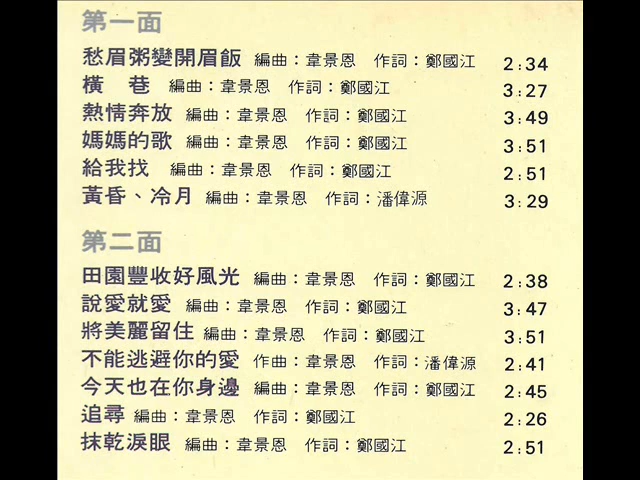 第一面
愁眉粥變開眉飯 編曲：韋景恩 作詞：鄭國江 2:34
橫巷 編曲：韋景恩 作詞：鄭國江 3:27
熱情奔放 編曲：韋景恩 作詞：鄭國江 3:49
媽媽的歌 編曲：韋景恩 作詞：鄭國江 3:51
給我找 編曲：韋景恩 作詞：鄭國江 2:51
黃昏、冷月 編曲：韋景恩 作詞：潘偉源 3:29
第二面
田園豐收好風光 編曲：韋景恩 作詞：鄭國江 2:38
說愛就愛 編曲：韋景恩 作詞：鄭國江 3:47
將美麗留住 編曲：韋景恩 作詞：鄭國江 3:51
不能逃避你的愛 作曲：韋景恩 作詞：潘偉源 2:41
今天也在你身邊 編曲：韋景恩 作詞：鄭國江 2:45
追尋 編曲：韋景恩 作詞：鄭國江 2:26
抹乾淚眼 編曲：韋景恩 作詞：鄭國江 2:51